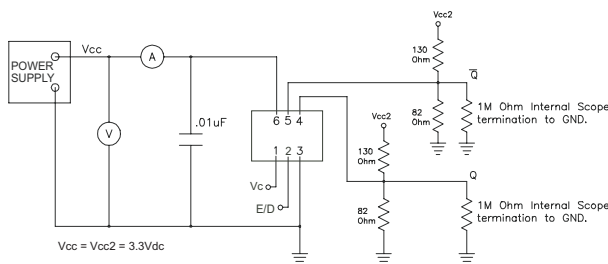 Vcc2
130
Ohm
Q
82
Ohm
1M Ohm Internal Scope
termination to GND.
Vcc
A
POWER
SUPPLY
V
.01uF
6 5 4
1 2 3
Vc
E/D
Vcc2
130
Ohm
82
Ohm
Q
1M Ohm Internal Scope
termination to GND.
Vcc = Vcc2 = 3.3Vdc